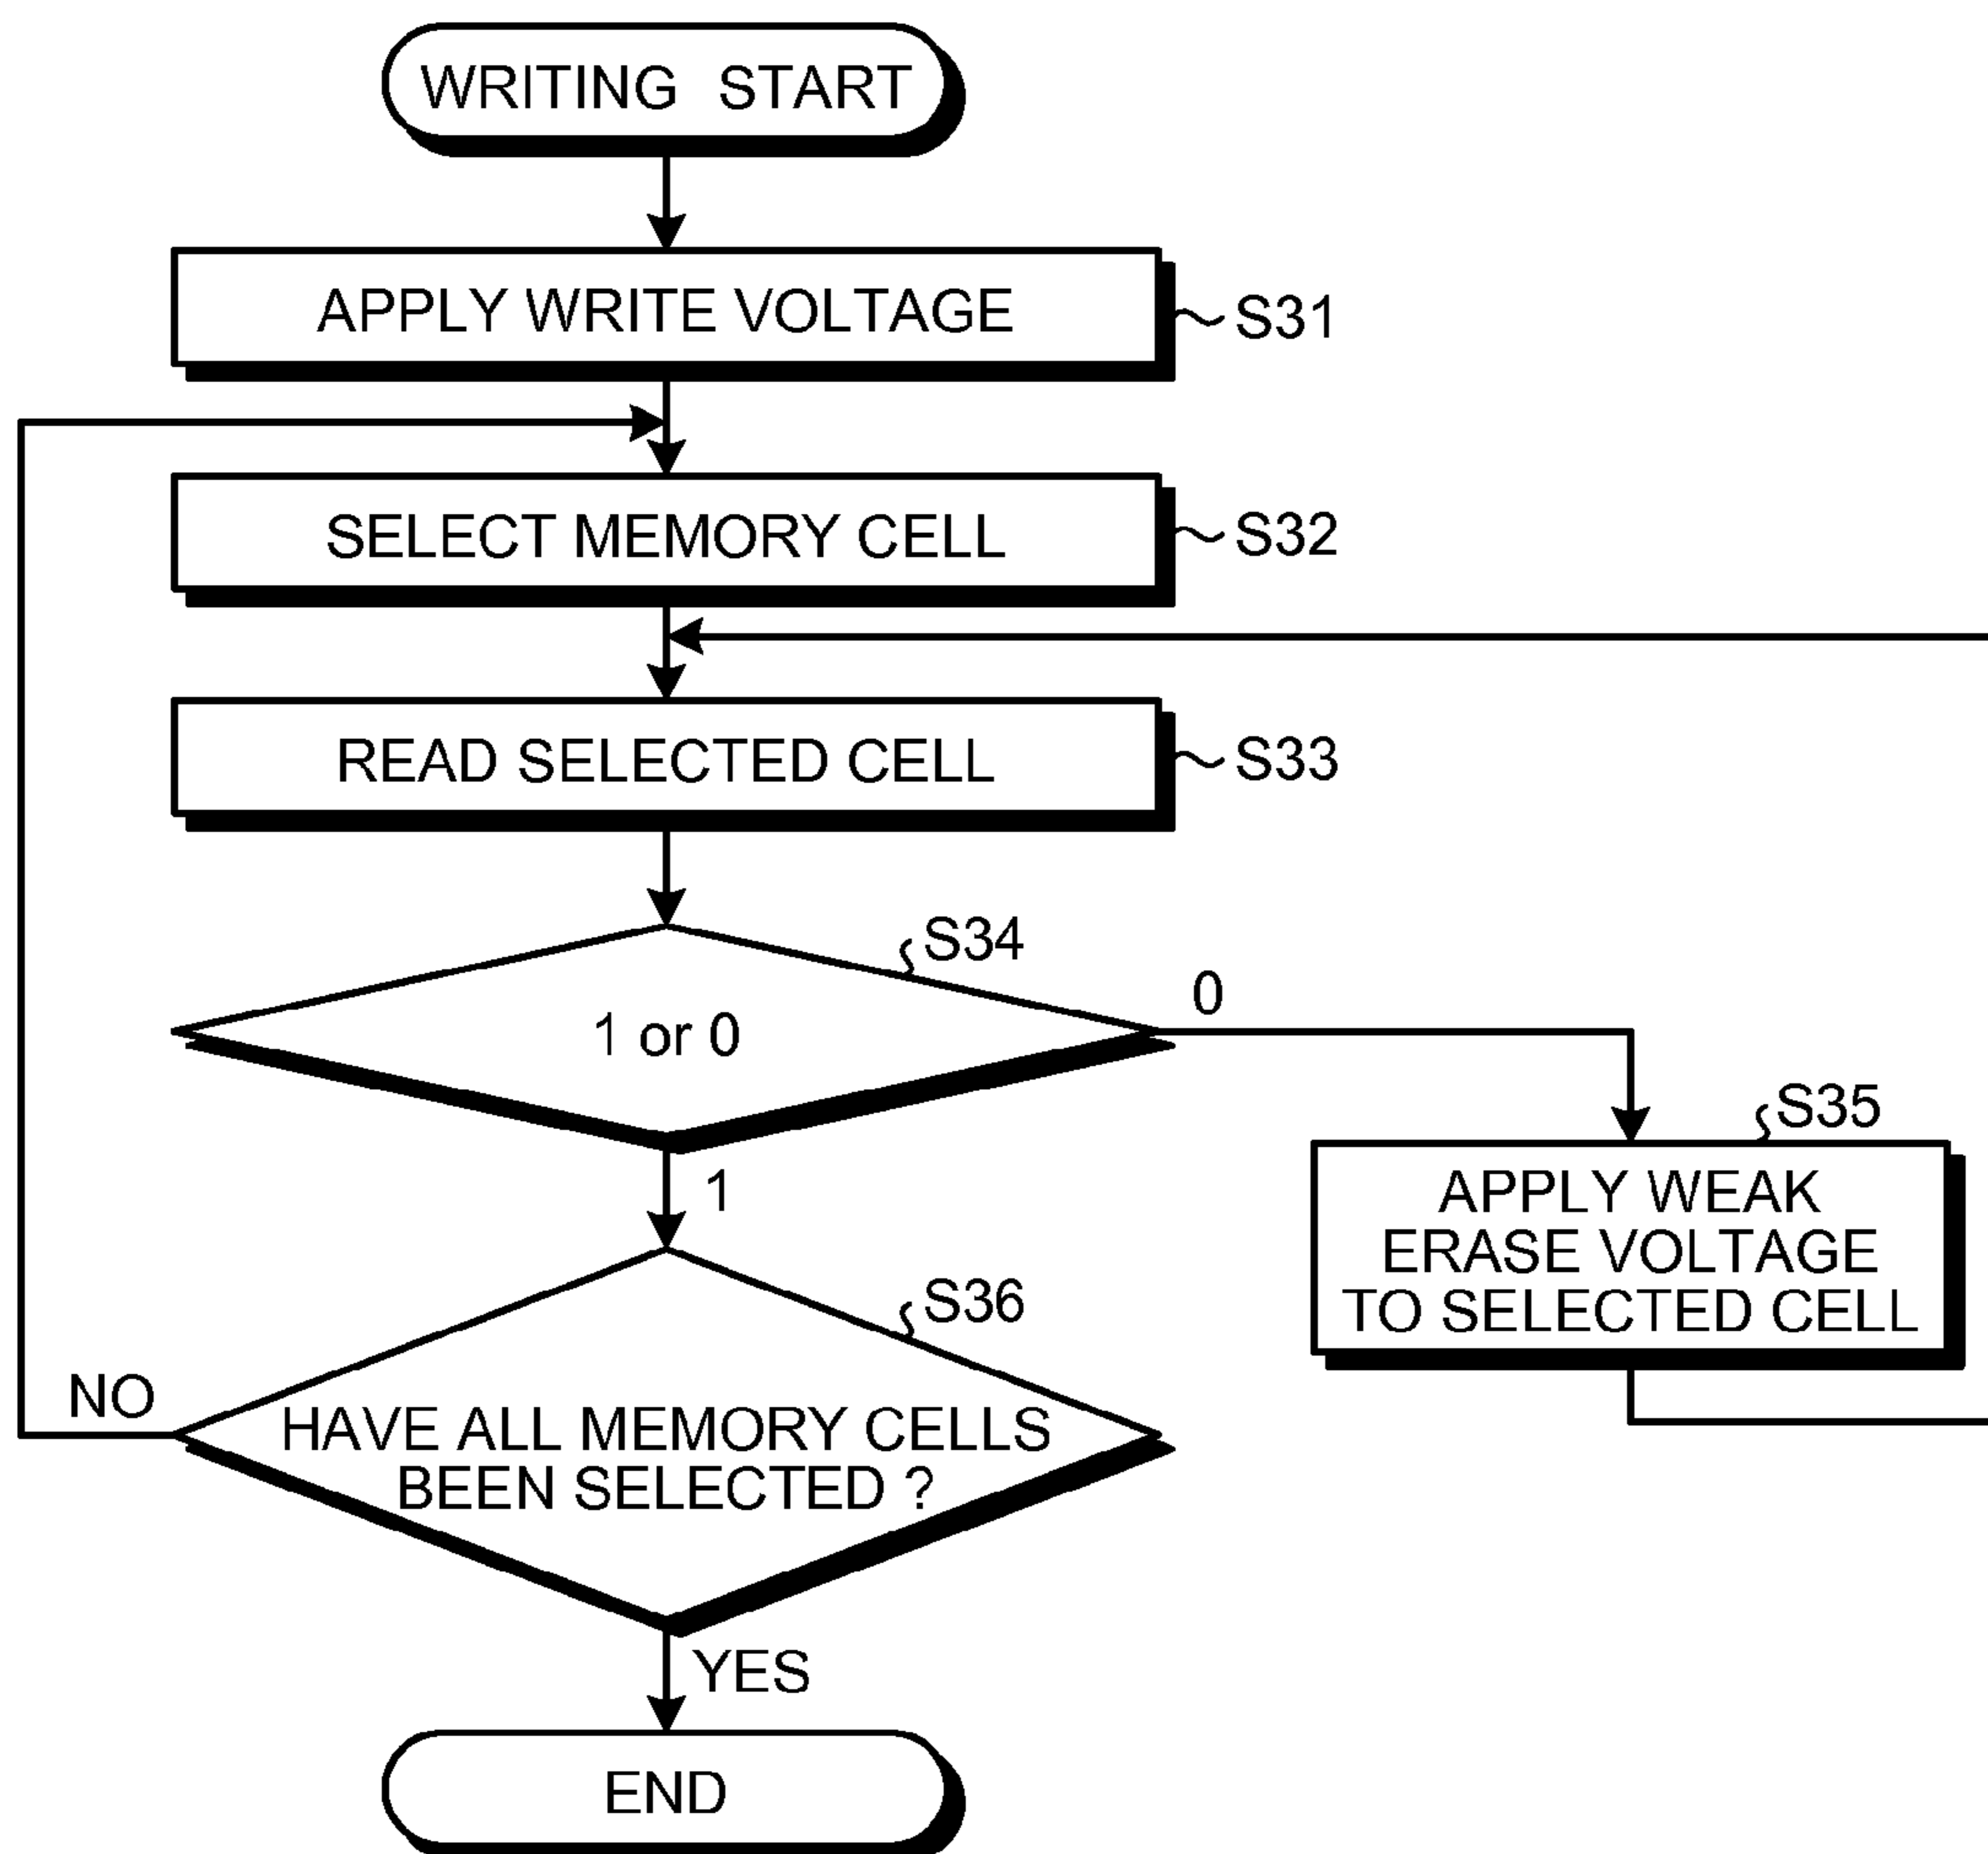 WRITING START
APPLY WRITE VOLTAGE
S31
SELECT MEMORY CELL
S32
READ SELECTED CELL
S33
S34
1 or 0
0
1
S35
APPLY WEAK
ERASE VOLTAGE
TO SELECTED CELL
S36
HAVE ALL MEMORY CELLS
BEEN SELECTED ?
NO
YES
END